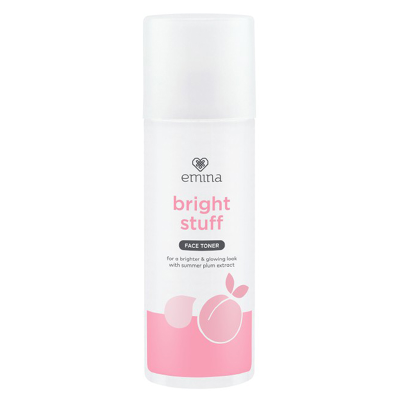 emina
bright
stuff
FACE TONER
for a brighter & glowing look
with summer plum extract